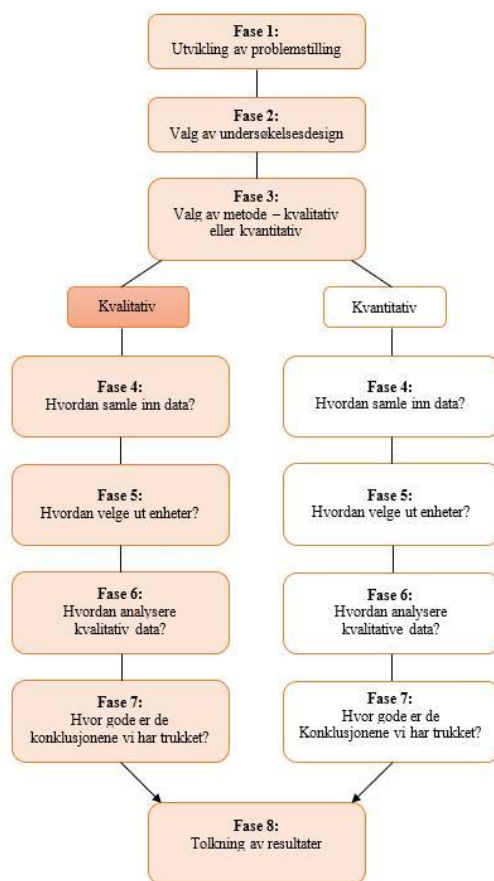 Fase 1:
Utvikling av problemstilling
Fase 2:
Valg av undersøkelsesdesign
Fase 3:
Valg av metode – kvalitativ
eller kvantitativ
Kvalitativ
Kvantitativ
Fase 4:
Hvordan samle inn data?
Fase 4:
Hvordan samle inn data?
Fase 5:
Hvordan velge ut enheter?
Fase 5:
Hvordan velge ut enheter?
Fase 6:
Hvordan analysere
kvalitativ data?
Fase 6:
Hvordan analysere
kvalitative data?
Fase 7:
Hvor gode er de
konklusjonene vi har trukket?
Fase 7:
Hvor gode er de
Konklusjonene vi har trukket?
Fase 8:
Tolkning av resultater